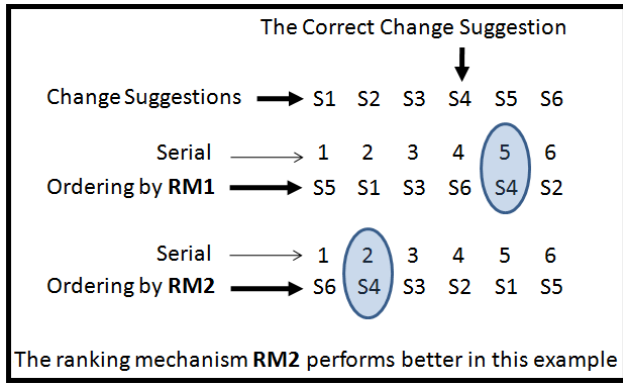 The Correct Change Suggestion
Change Suggestions S1 S2 S3 S4 S5 S6
Serial 1 2 3 4 5 6
Ordering by RM1 S5 S1 S3 S6 S4 S2
Serial 1 2 3 4 5 6
Ordering by RM2 S6 S4 S3 S2 S1 S5
The ranking mechanism RM2 performs better in this example